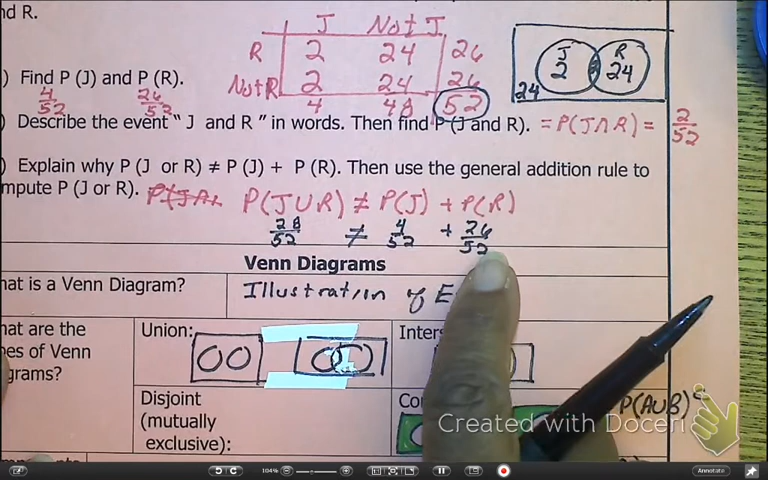 nd R.
J Not J
R 2 24 26
Not R 2 24 26
4 48 52
J R
2 24
24
) Find P (J) and P (R).
4/52 26/52
) Describe the event “ J and R ” in words. Then find P (J and R). = P(J∩R) = 2/52
) Explain why P (J or R) ≠ P (J) + P (R). Then use the general addition rule to
mpute P (J or R). P(J∪R) ≠ P(J) + P(R)
28/52 ≠ 4/52 + 26/52
Venn Diagrams
hat is a Venn Diagram? Illustration of E
hat are the
es of Venn
grams?
Union:
Inters
Disjoint
(mutually
exclusive):
Co
P(A∪B)ᶜ
Created with Doceri
104%
Annotate